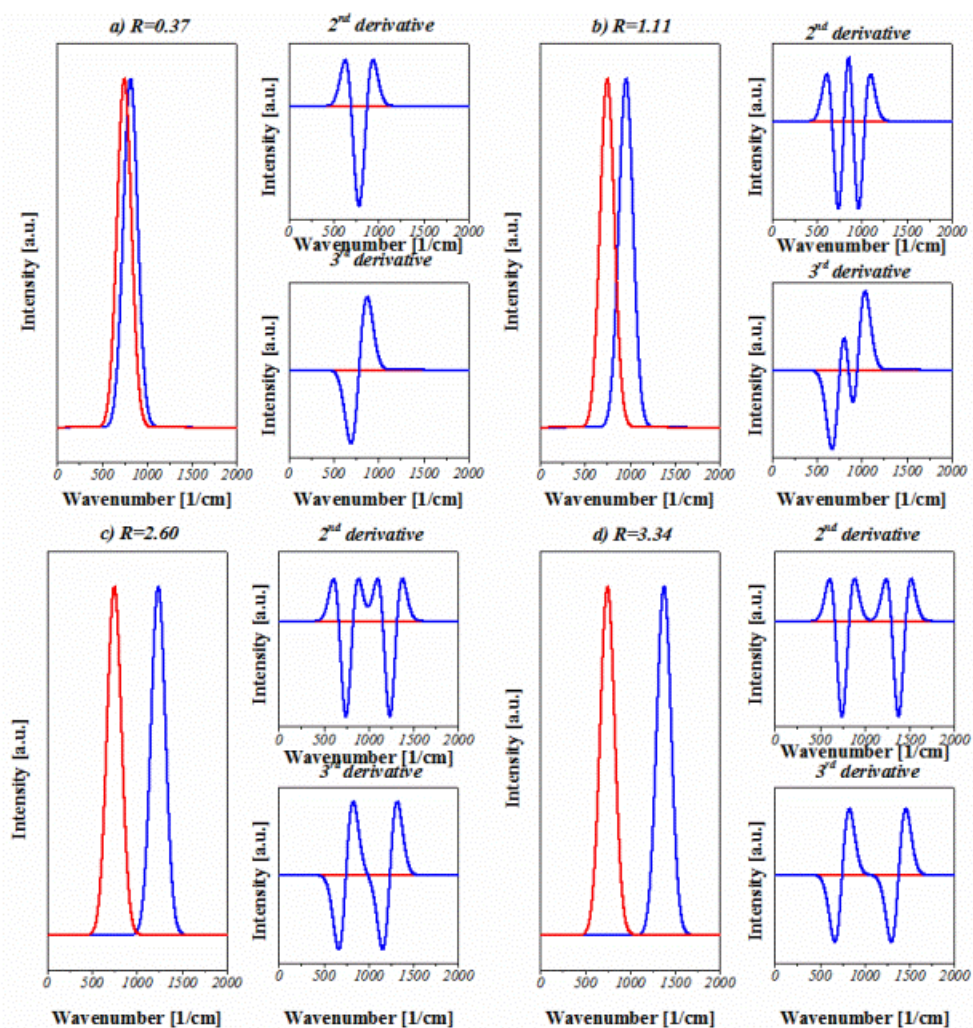 a) R=0.37
2nd derivative
Intensity [a.u.]
Intensity [a.u.]
0 500 1000 1500 2000
Wavenumber [1/cm]
3rd derivative
Intensity [a.u.]
0 500 1000 1500 2000
0 500 1000 1500 2000
Wavenumber [1/cm]
Wavenumber [1/cm]
b) R=1.11
2nd derivative
Intensity [a.u.]
Intensity [a.u.]
0 500 1000 1500 2000
Wavenumber [1/cm]
3rd derivative
Intensity [a.u.]
0 500 1000 1500 2000
0 500 1000 1500 2000
Wavenumber [1/cm]
Wavenumber [1/cm]
c) R=2.60
2nd derivative
Intensity [a.u.]
Intensity [a.u.]
0 500 1000 1500 2000
Wavenumber [1/cm]
3rd derivative
Intensity [a.u.]
0 500 1000 1500 2000
0 500 1000 1500 2000
Wavenumber [1/cm]
Wavenumber [1/cm]
d) R=3.34
2nd derivative
Intensity [a.u.]
Intensity [a.u.]
0 500 1000 1500 2000
Wavenumber [1/cm]
3rd derivative
Intensity [a.u.]
0 500 1000 1500 2000
0 500 1000 1500 2000
Wavenumber [1/cm]
Wavenumber [1/cm]